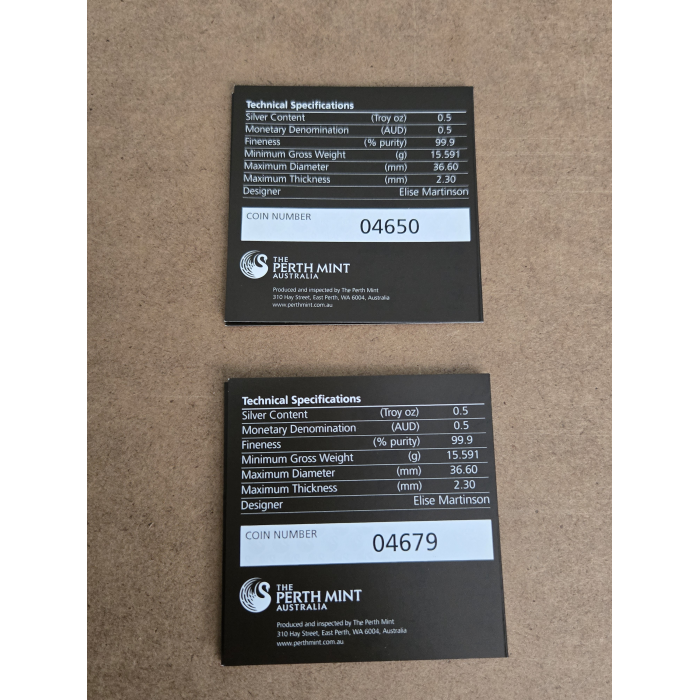 Technical Specifications
Silver Content (Troy oz) 0.5
Monetary Denomination (AUD) 0.5
Fineness (% purity) 99.9
Minimum Gross Weight (g) 15.591
Maximum Diameter (mm) 36.60
Maximum Thickness (mm) 2.30
Designer Elise Martinson
COIN NUMBER 04650
THE
PERTH MINT
AUSTRALIA
Produced and inspected by The Perth Mint
310 Hay Street, East Perth, WA 6004, Australia
www.perthmint.com.au
Technical Specifications
Silver Content (Troy oz) 0.5
Monetary Denomination (AUD) 0.5
Fineness (% purity) 99.9
Minimum Gross Weight (g) 15.591
Maximum Diameter (mm) 36.60
Maximum Thickness (mm) 2.30
Designer Elise Martinson
COIN NUMBER 04679
THE
PERTH MINT
AUSTRALIA
Produced and inspected by The Perth Mint
310 Hay Street, East Perth, WA 6004, Australia
www.perthmint.com.au